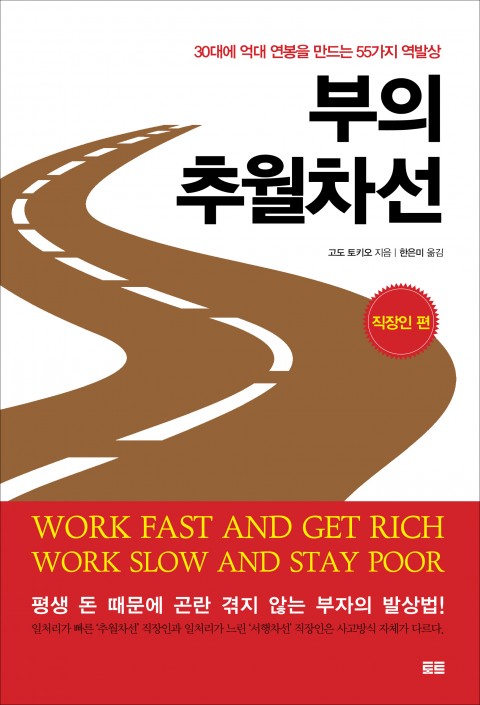 30대에 억대 연봉을 만드는 55가지 역발상
부의
추월차선
고도 토키오 지음 | 한은미 옮김
직장인 편
WORK FAST AND GET RICH
WORK SLOW AND STAY POOR
평생 돈 때문에 곤란 겪지 않는 부자의 발상법!
일처리가 빠른 '추월차선' 직장인과 일처리가 느린 '서행차선' 직장인은 사고방식 자체가 다르다.
토트